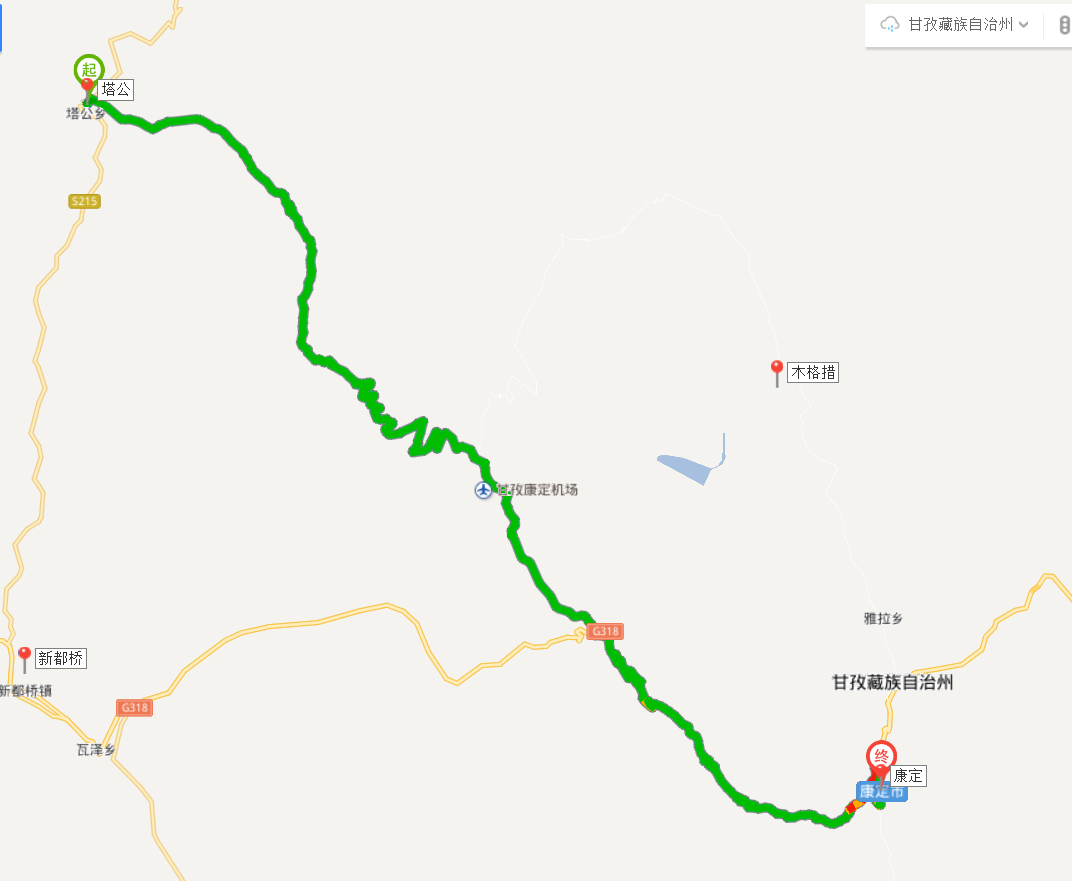 甘孜藏族自治州
起
塔公
塔公乡
S215
木格措
甘孜康定机场
雅拉乡
G318
新都桥
甘孜藏族自治州
新都桥镇
G318
瓦泽乡
终
康定
康定市